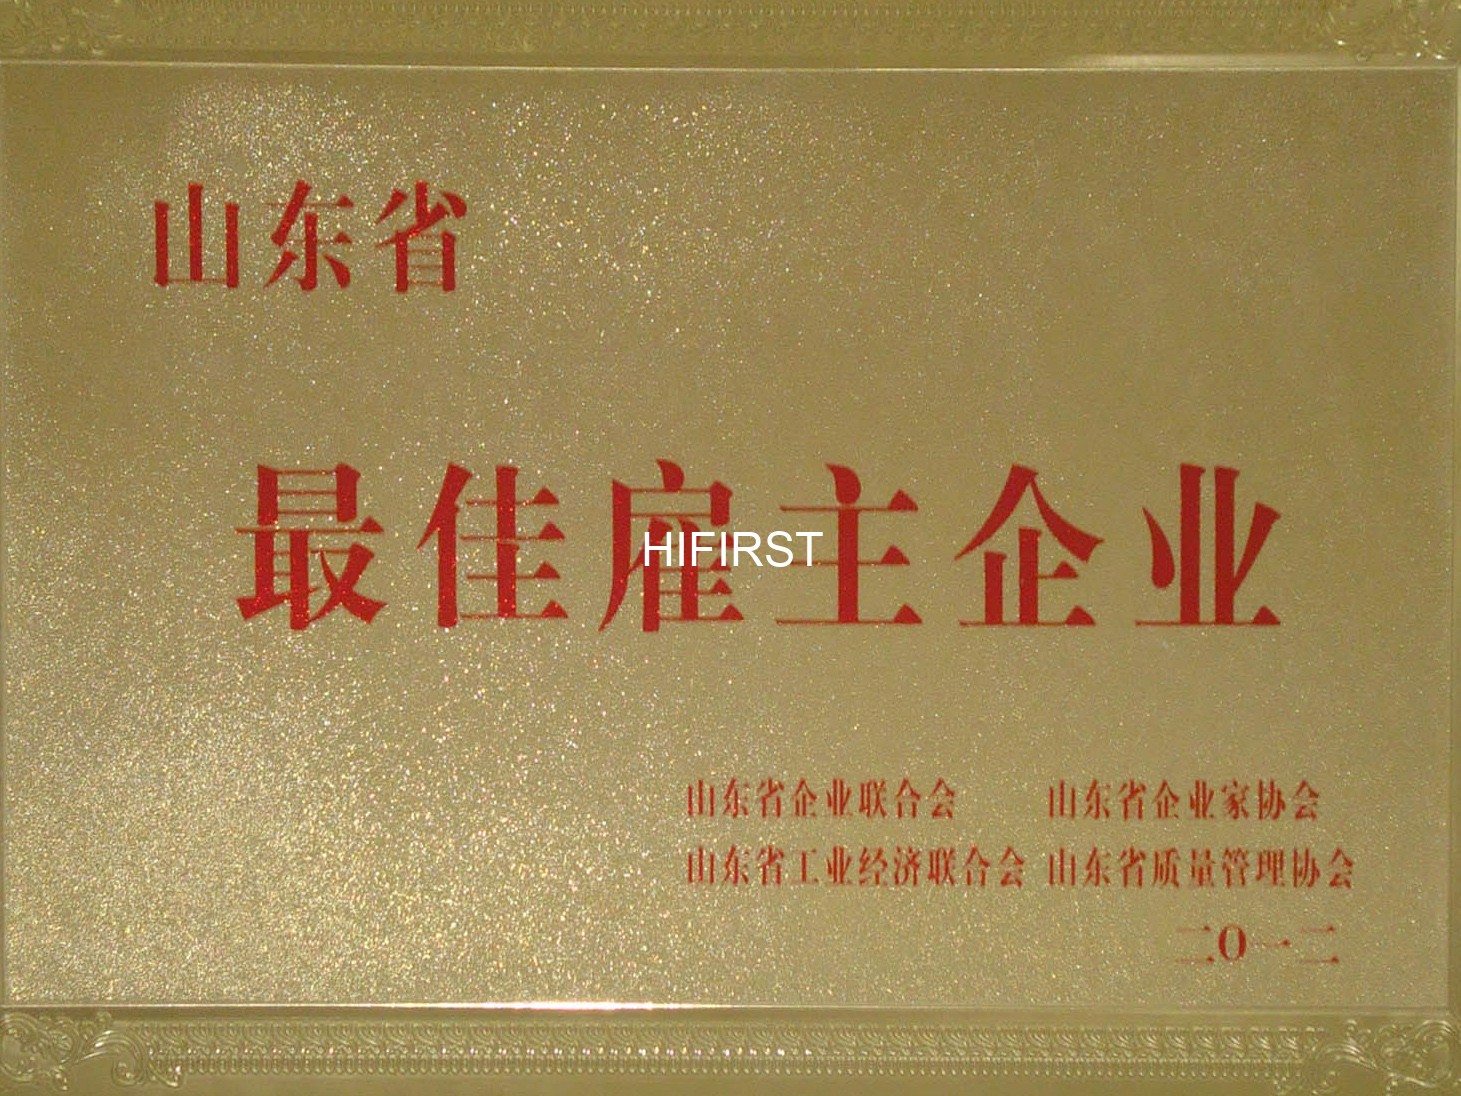 山东省
最佳雇主企业
HIFIRST
山东省企业联合会 山东省企业家协会
山东省工业经济联合会 山东省质量管理协会
二0一二